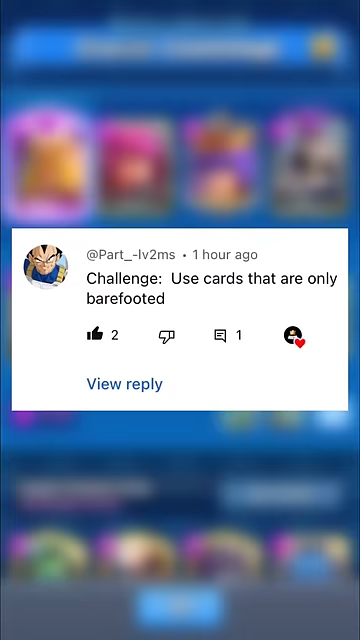 @Part_-lv2ms • 1 hour ago
Challenge:  Use cards that are only
barefooted
2
1
View reply